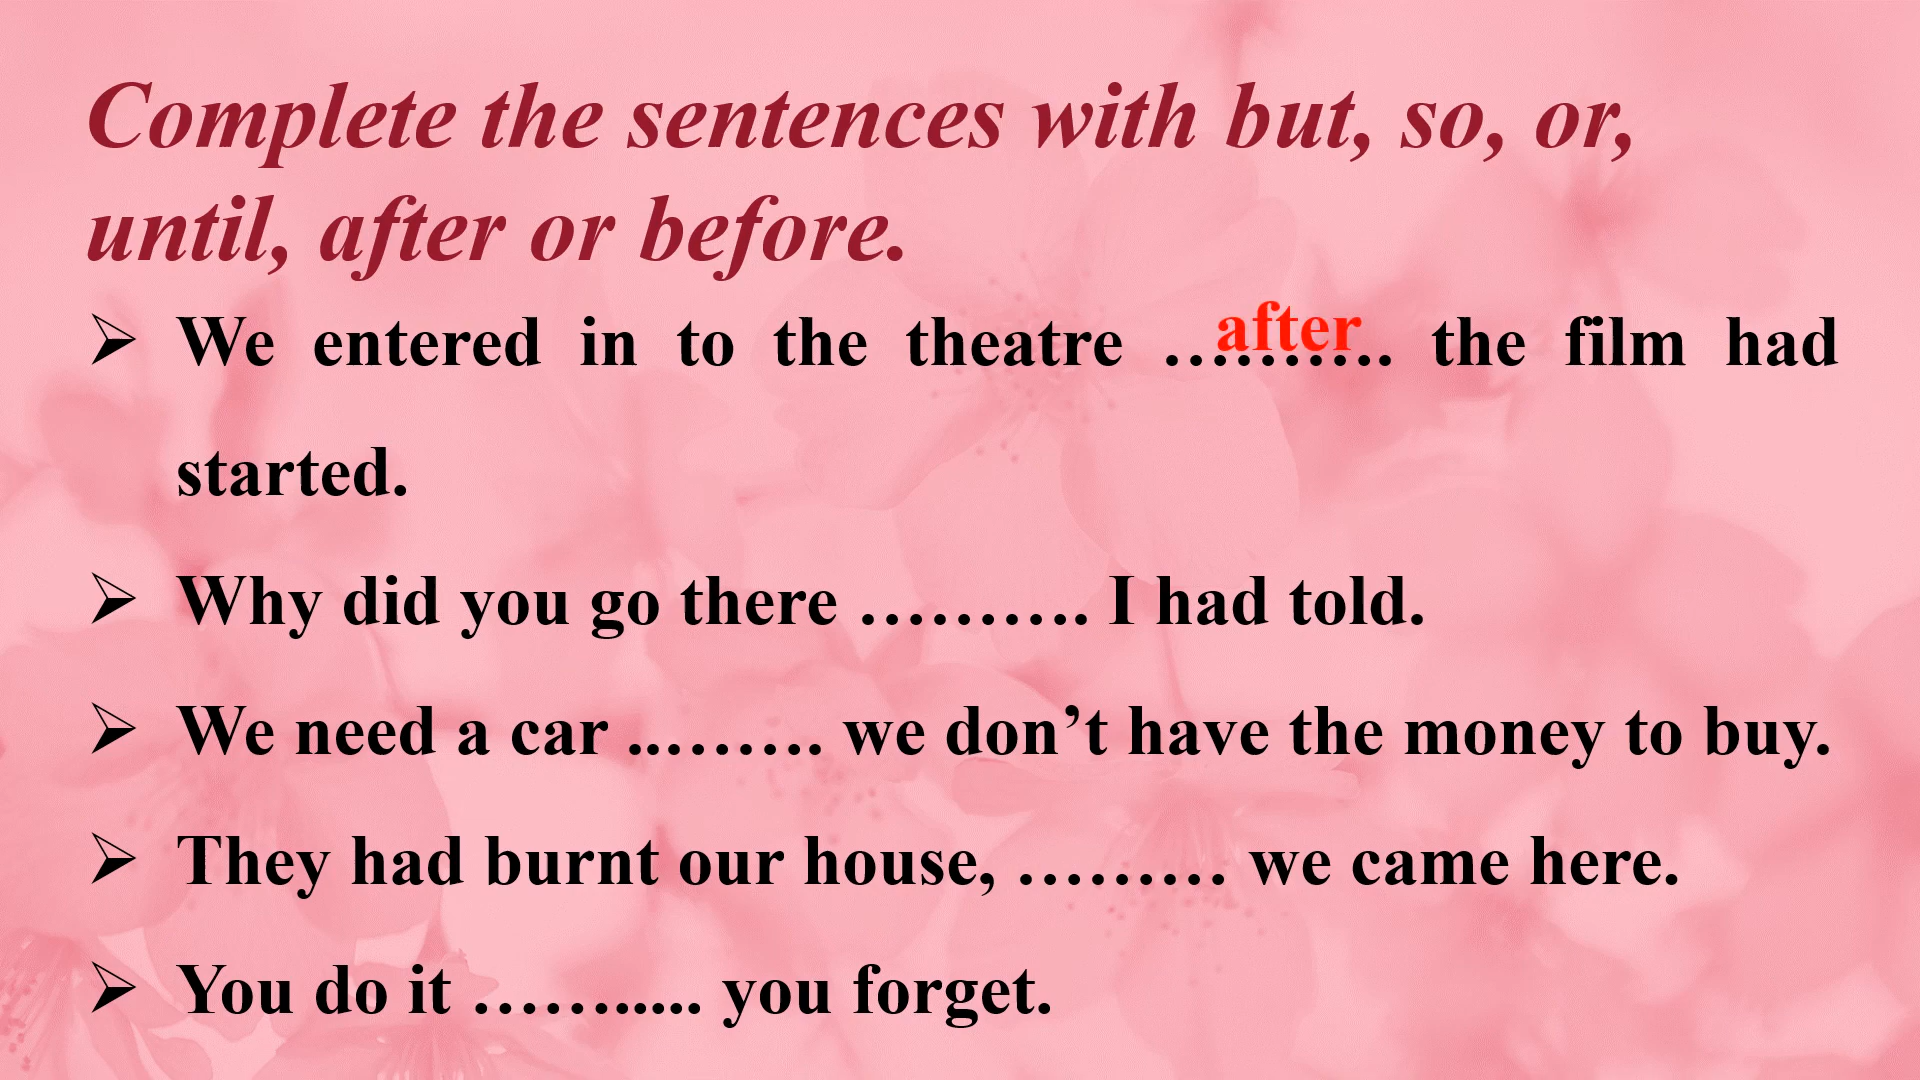 Complete the sentences with but, so, or,
until, after or before.
➢ We entered in to the theatre ………. the film had
after
started.
➢ Why did you go there ………. I had told.
➢ We need a car ..……. we don’t have the money to buy.
➢ They had burnt our house, ……… we came here.
➢ You do it ……..... you forget.